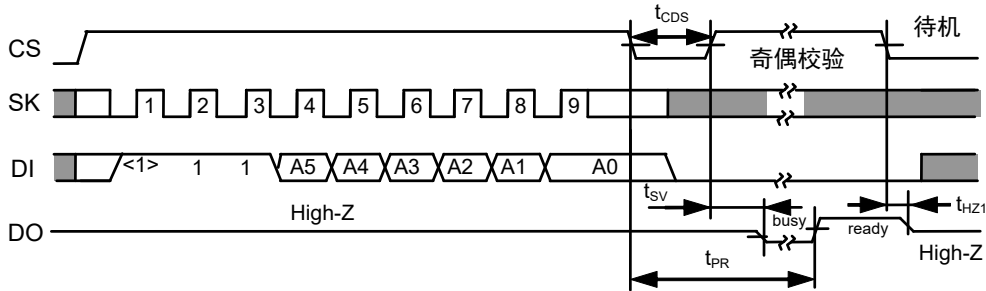 t_CDS
待机
CS
奇偶校验
SK 1 2 3 4 5 6 7 8 9
DI <1> 1 1 A5 A4 A3 A2 A1 A0
t_SV
t_HZ1
High-Z
busy
ready
DO
High-Z
t_PR